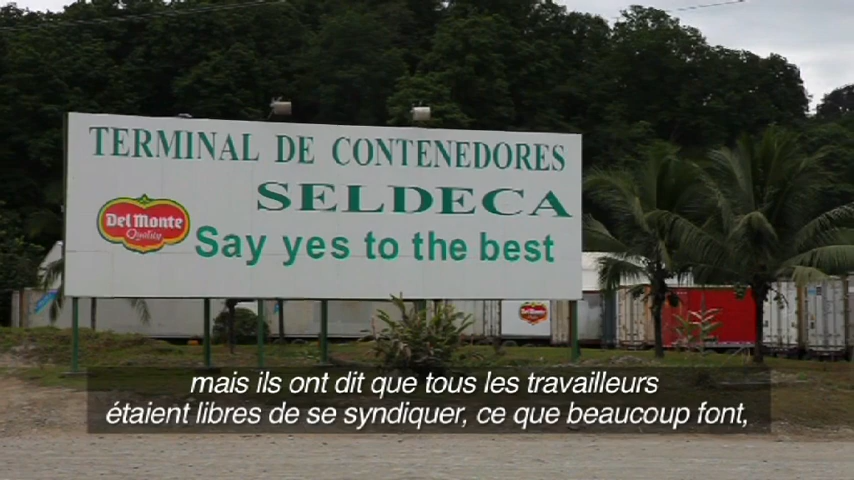 TERMINAL DE CONTENEDORES
SELDECA
Del Monte
Quality
Say yes to the best
mais ils ont dit que tous les travailleurs
étaient libres de se syndiquer, ce que beaucoup font,